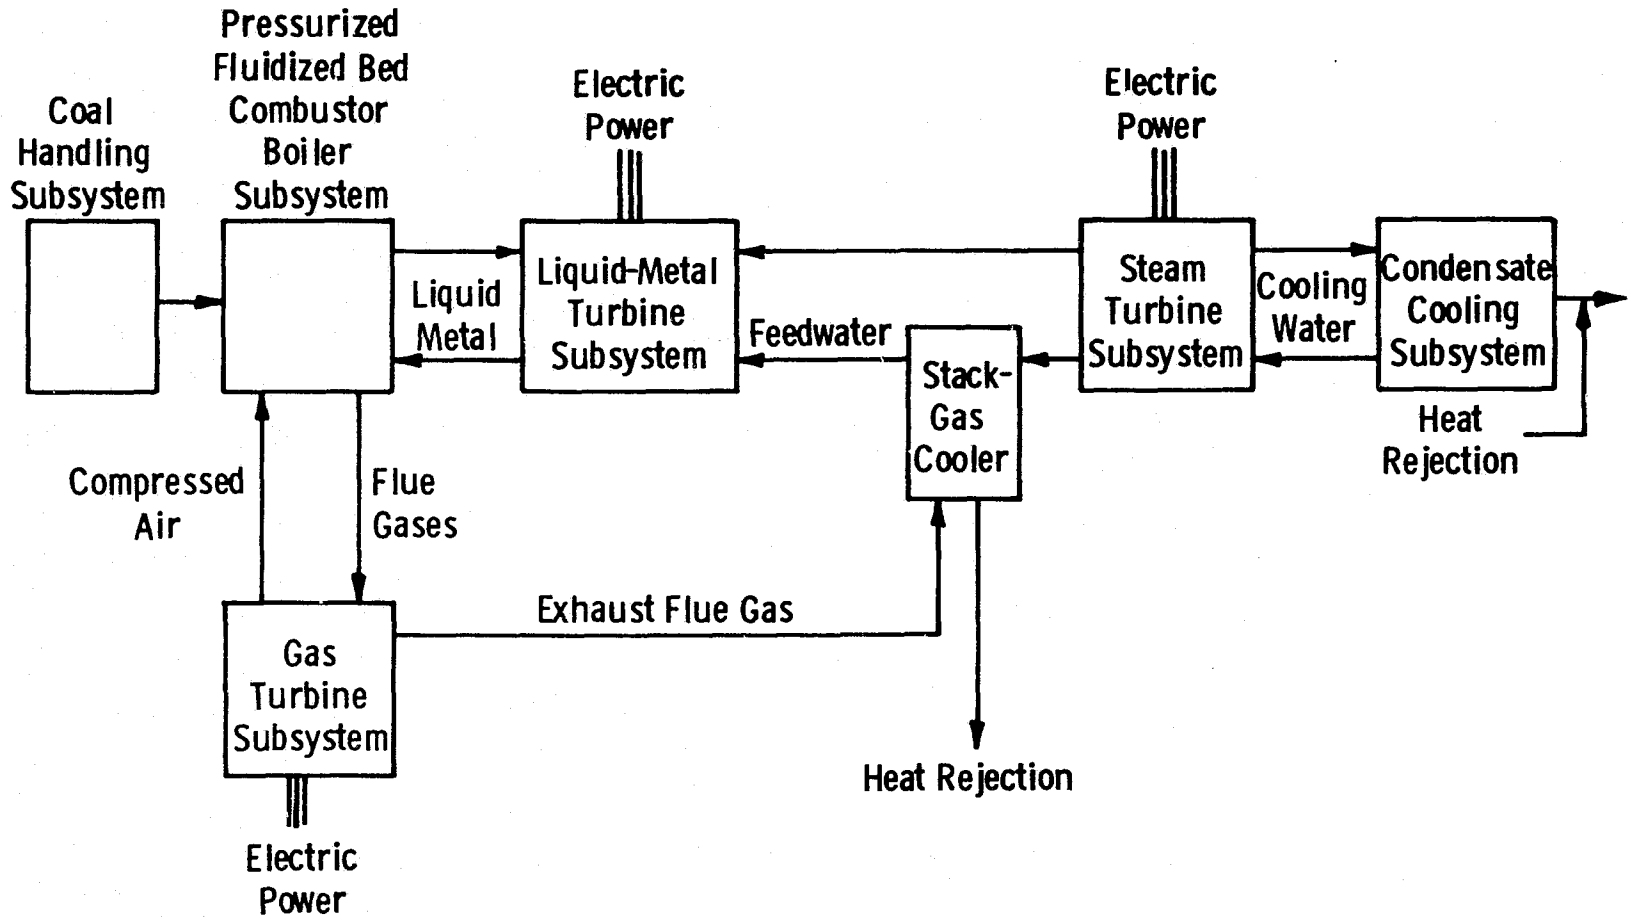 Coal
Handling
Subsystem
Pressurized
Fluidized Bed
Combustor
Boiler
Subsystem
Electric
Power
Electric
Power
Liquid
Metal
Liquid-Metal
Turbine
Subsystem
Feedwater
Stack-
Gas
Cooler
Steam
Turbine
Subsystem
Cooling
Water
Condensate
Cooling
Subsystem
Heat
Rejection
Compressed
Air
Flue
Gases
Exhaust Flue Gas
Gas
Turbine
Subsystem
Heat Rejection
Electric
Power